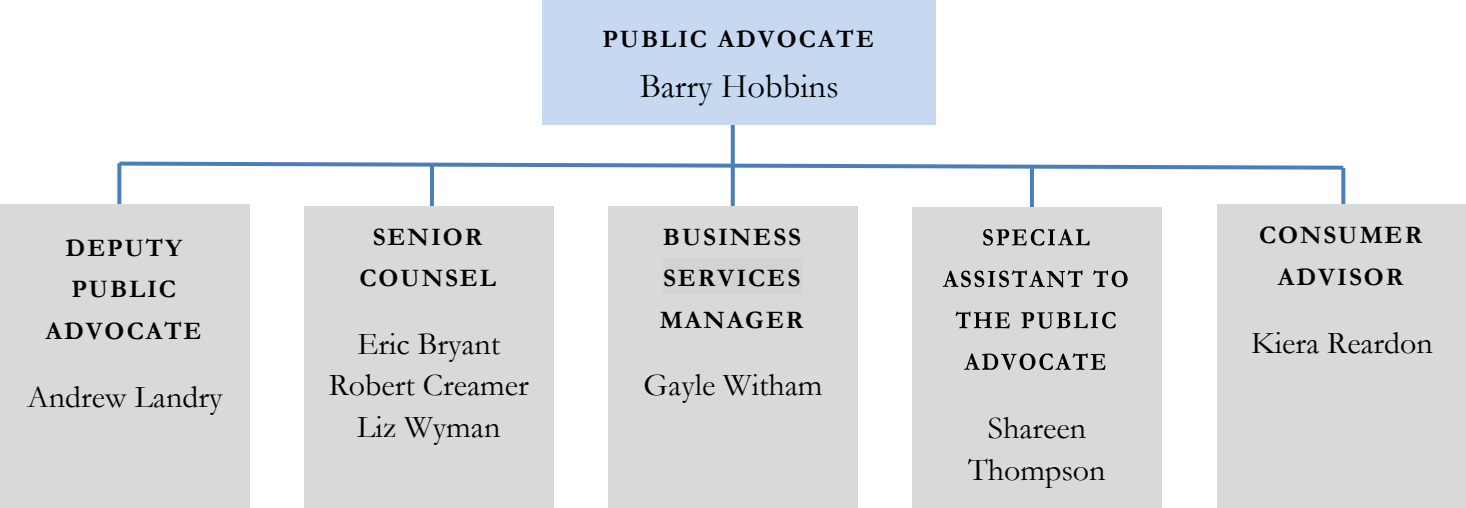 PUBLIC ADVOCATE
Barry Hobbins
DEPUTY
PUBLIC
ADVOCATE
Andrew Landry
SENIOR
COUNSEL
Eric Bryant
Robert Creamer
Liz Wyman
BUSINESS
SERVICES
MANAGER
Gayle Witham
SPECIAL
ASSISTANT TO
THE PUBLIC
ADVOCATE
Shareen
Thompson
CONSUMER
ADVISOR
Kiera Reardon